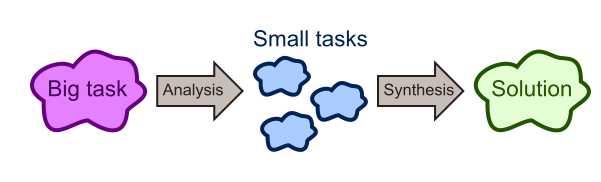 Big task
Analysis
Small tasks
Synthesis
Solution